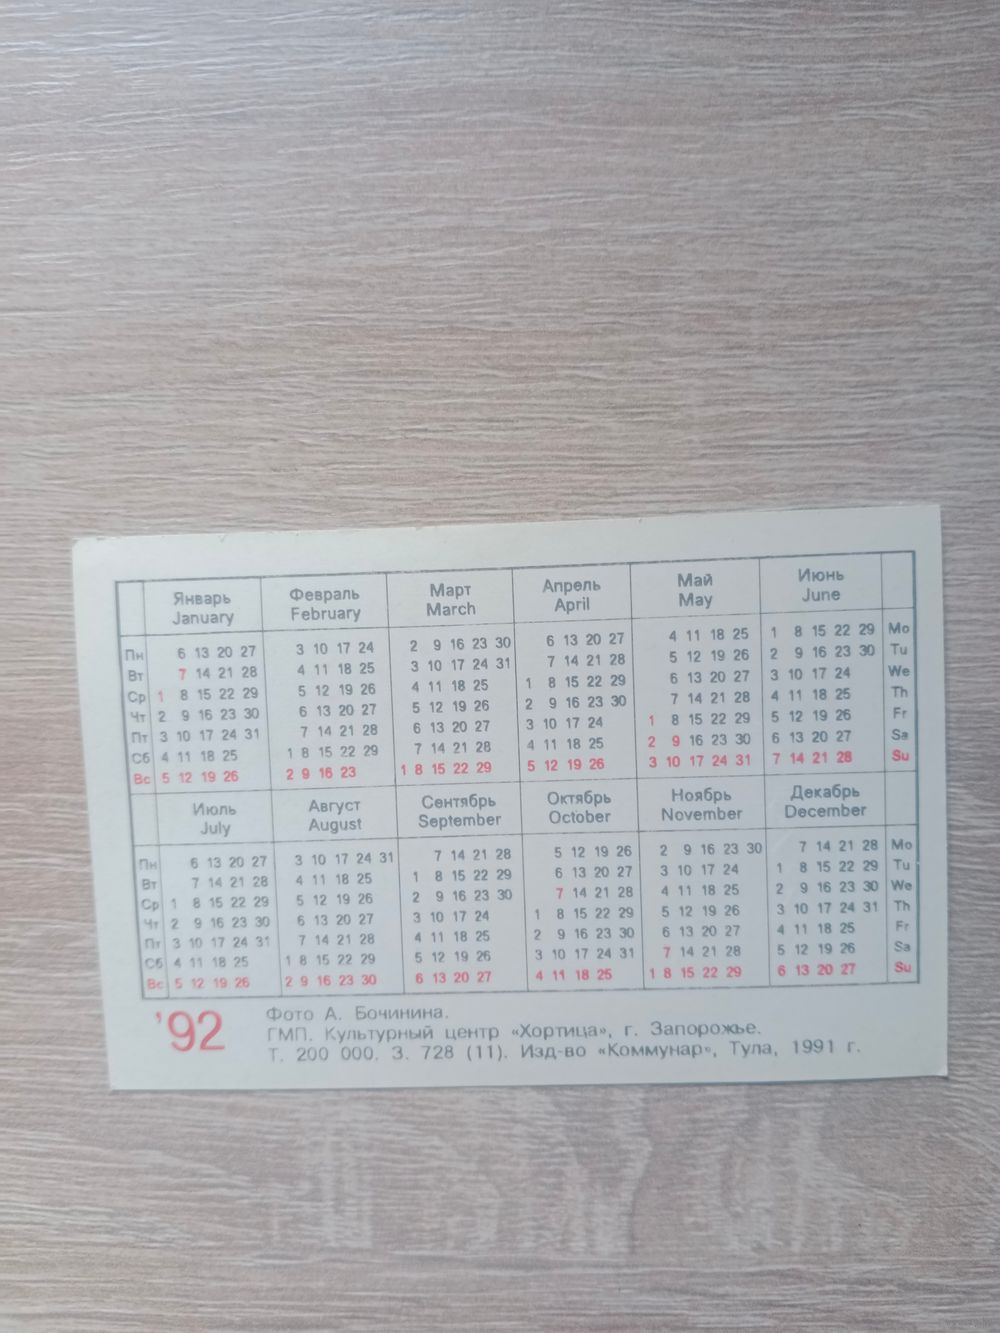 Январь Февраль Март Апрель Май Июнь
January February March April May June
Пн 6 13 20 27 3 10 17 24 2 9 16 23 30 6 13 20 27 4 11 18 25 1 8 15 22 29 Mo
Вт 7 14 21 28 4 11 18 25 3 10 17 24 31 7 14 21 28 5 12 19 26 2 9 16 23 30 Tu
Ср 1 8 15 22 29 5 12 19 26 4 11 18 25 1 8 15 22 29 6 13 20 27 3 10 17 24 We
Чт 2 9 16 23 30 6 13 20 27 5 12 19 26 2 9 16 23 30 7 14 21 28 4 11 18 25 Th
Пт 3 10 17 24 31 7 14 21 28 6 13 20 27 3 10 17 24 1 8 15 22 29 5 12 19 26 Fr
Сб 4 11 18 25 1 8 15 22 29 7 14 21 28 4 11 18 25 2 9 16 23 30 6 13 20 27 Sa
Вс 5 12 19 26 2 9 16 23 1 8 15 22 29 5 12 19 26 3 10 17 24 31 7 14 21 28 Su
Июль Август Сентябрь Октябрь Ноябрь Декабрь
July August September October November December
Пн 6 13 20 27 3 10 17 24 31 7 14 21 28 5 12 19 26 2 9 16 23 30 7 14 21 28 Mo
Вт 7 14 21 28 4 11 18 25 1 8 15 22 29 6 13 20 27 3 10 17 24 1 8 15 22 29 Tu
Ср 1 8 15 22 29 5 12 19 26 2 9 16 23 30 7 14 21 28 4 11 18 25 2 9 16 23 30 We
Чт 2 9 16 23 30 6 13 20 27 3 10 17 24 1 8 15 22 29 5 12 19 26 3 10 17 24 31 Th
Пт 3 10 17 24 31 7 14 21 28 4 11 18 25 2 9 16 23 30 6 13 20 27 4 11 18 25 Fr
Сб 4 11 18 25 1 8 15 22 29 5 12 19 26 3 10 17 24 31 7 14 21 28 5 12 19 26 Sa
Вс 5 12 19 26 2 9 16 23 30 6 13 20 27 4 11 18 25 1 8 15 22 29 6 13 20 27 Su
'92
Фото А. Бочинина.
ГМП. Культурный центр «Хортица», г. Запорожье.
Т. 200 000. З. 728 (11). Изд-во «Коммунар», Тула, 1991 г.